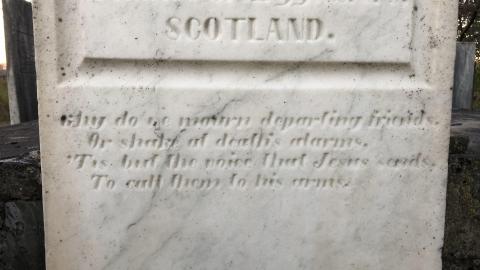 SCOTLAND.
Why do we mourn departing friends,
Or shake at death's alarms,
'Tis but the voice that Jesus sends,
To call them to his arms.